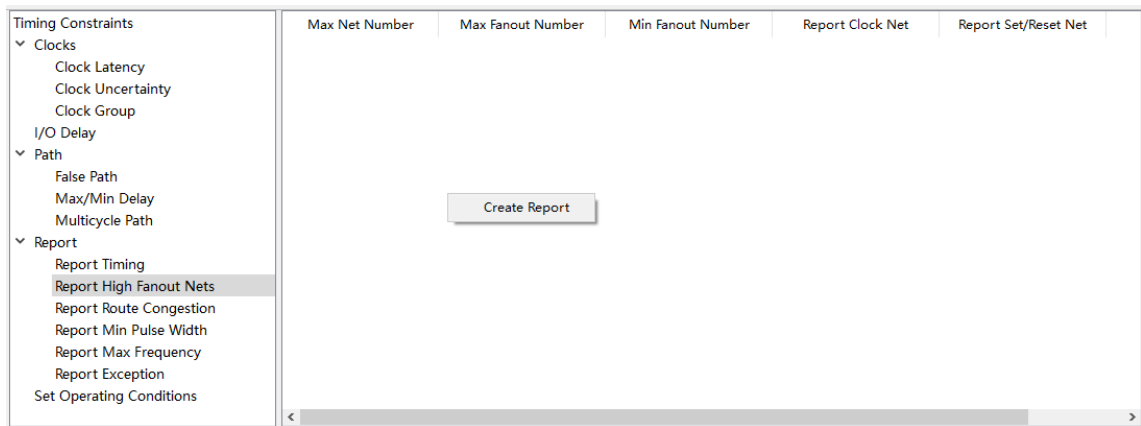 Timing Constraints
Clocks
Clock Latency
Clock Uncertainty
Clock Group
I/O Delay
Path
False Path
Max/Min Delay
Multicycle Path
Report
Report Timing
Report High Fanout Nets
Report Route Congestion
Report Min Pulse Width
Report Max Frequency
Report Exception
Set Operating Conditions
Max Net Number Max Fanout Number Min Fanout Number Report Clock Net Report Set/Reset Net
Create Report